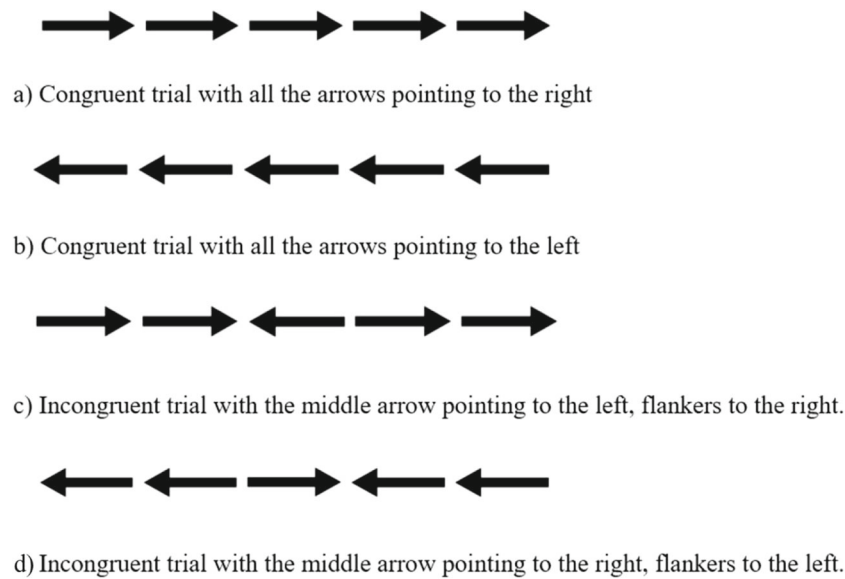 a) Congruent trial with all the arrows pointing to the right
b) Congruent trial with all the arrows pointing to the left
c) Incongruent trial with the middle arrow pointing to the left, flankers to the right.
d) Incongruent trial with the middle arrow pointing to the right, flankers to the left.